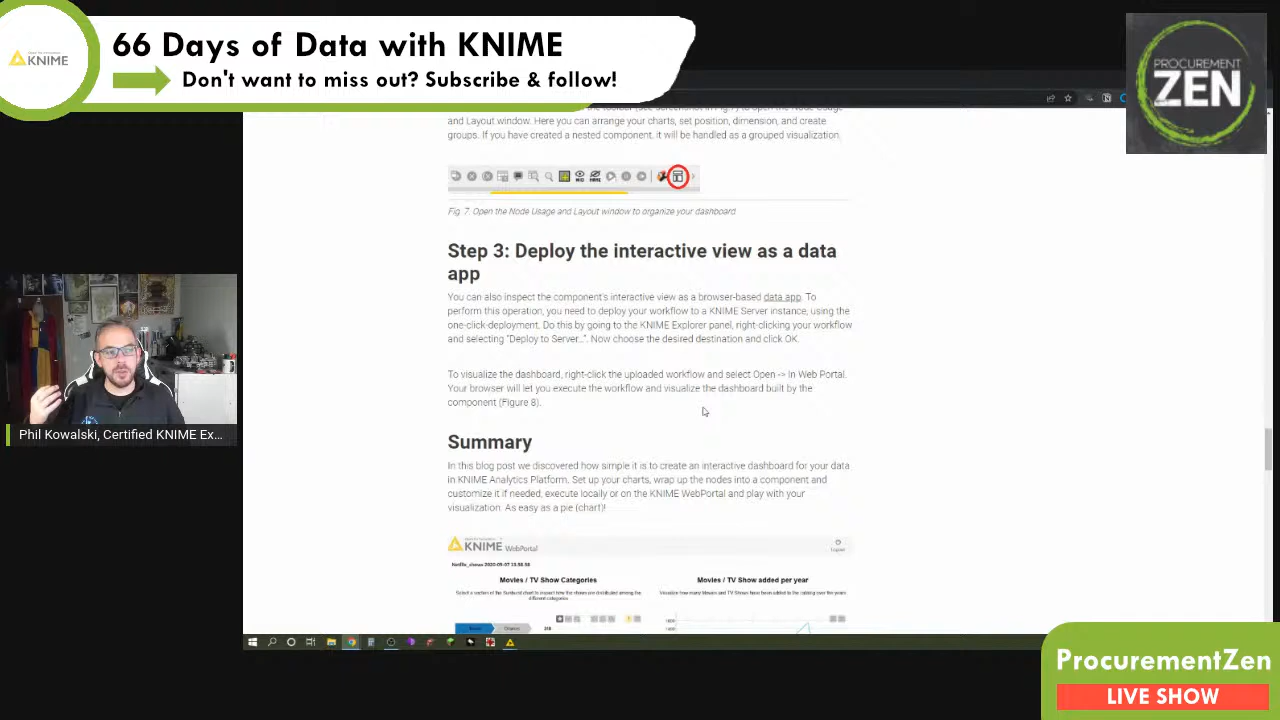 66 Days of Data with KNIME
Don't want to miss out? Subscribe & follow!
KNIME
PROCUREMENT
ZEN
and Layout window. Here you can arrange your charts, set position, dimension, and create
groups. If you have created a nested component, it will be handled as a grouped visualization.
Fig. 7. Open the Node Usage and Layout window to organize your dashboard
Step 3: Deploy the interactive view as a data
app
You can also inspect the component's interactive view as a browser-based data app. To
perform this operation, you need to deploy your workflow to a KNIME Server instance, using the
one-click-deployment. Do this by going to the KNIME Explorer panel, right-clicking your workflow
and selecting "Deploy to Server...". Now choose the desired destination and click OK.
To visualize the dashboard, right-click the uploaded workflow and select Open -> In Web Portal.
Your browser will let you execute the workflow and visualize the dashboard built by the
component (Figure 8).
Summary
In this blog post we discovered how simple it is to create an interactive dashboard for your data
in KNIME Analytics Platform. Set up your charts, wrap up the nodes into a component and
customize it if needed, execute locally or on the KNIME WebPortal and play with your
visualization. As easy as a pie (chart)!
KNIME WebPortal
Logout
Movies / TV Show Categories
Movies / TV Show added per year
Phil Kowalski, Certified KNIME Ex...
ProcurementZen
LIVE SHOW